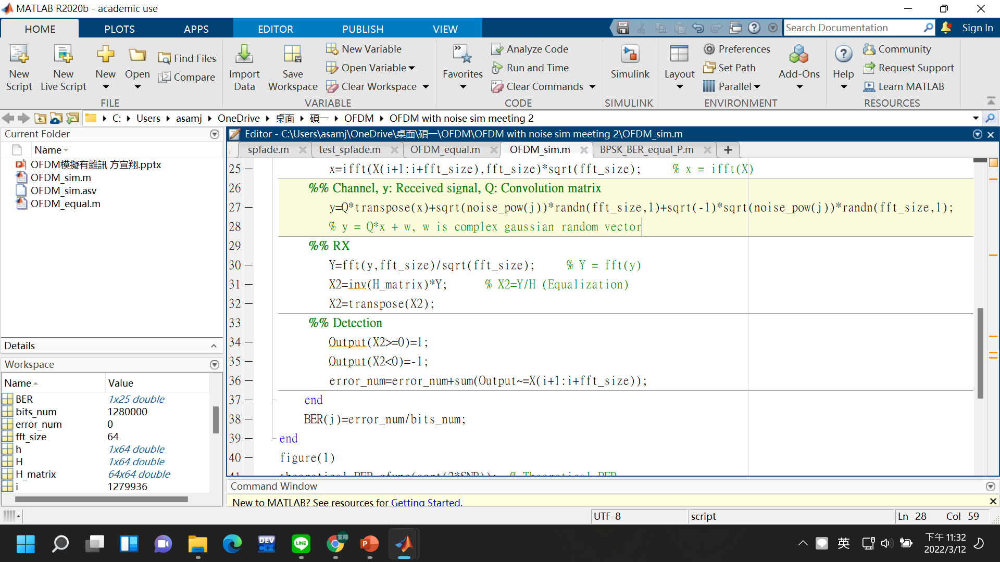 MATLAB R2020b - academic use
HOME PLOTS APPS EDITOR PUBLISH VIEW
Search Documentation
Sign In
New Script
New Live Script
New
Open
Find Files
Compare
FILE
Import Data
Save Workspace
New Variable
Open Variable
Clear Workspace
VARIABLE
Favorites
Analyze Code
Run and Time
Clear Commands
CODE
Simulink
SIMULINK
Layout
Preferences
Set Path
Parallel
Add-Ons
ENVIRONMENT
Help
Community
Request Support
Learn MATLAB
RESOURCES
C: Users asamj OneDrive 桌面 碩一 OFDM OFDM with noise sim meeting 2
Current Folder
Name
OFDM模擬有雜訊 方宣翔.pptx
OFDM_sim.m
OFDM_sim.asv
OFDM_equal.m
Details
Workspace
Name Value
BER 1x25 double
bits_num 1280000
error_num 0
fft_size 64
h 1x64 double
H 1x64 double
H_matrix 64x64 double
i 1279936
Editor - C:\Users\asamj\OneDrive\桌面\碩一\OFDM\OFDM with noise sim meeting 2\OFDM_sim.m
spfade.m test_spfade.m OFDM_equal.m OFDM_sim.m BPSK_BER_equal_P.m
25 x=ifft(X(i+1:i+fft_size),fft_size)*sqrt(fft_size); % x = ifft(X)
26 %% Channel, y: Received signal, Q: Convolution matrix
27 y=Q*transpose(x)+sqrt(noise_pow(j))*randn(fft_size,1)+sqrt(-1)*sqrt(noise_pow(j))*randn(fft_size,1);
28 % y = Q*x + w, w is complex gaussian random vector
29 %% RX
30 Y=fft(y,fft_size)/sqrt(fft_size); % Y = fft(y)
31 X2=inv(H_matrix)*Y; % X2=Y/H (Equalization)
32 X2=transpose(X2);
33 %% Detection
34 Output(X2>=0)=1;
35 Output(X2<0)=-1;
36 error_num=error_num+sum(Output~=X(i+1:i+fft_size));
37 end
38 BER(j)=error_num/bits_num;
39 end
40 figure(1)
41 theoretical_BER=qfunc(sqrt(2*SNR)); % Theoretical BER
Command Window
New to MATLAB? See resources for Getting Started.
UTF-8 script Ln 28 Col 59
DEV C++
LINE
宣翔
英
下午 11:32
2022/3/12